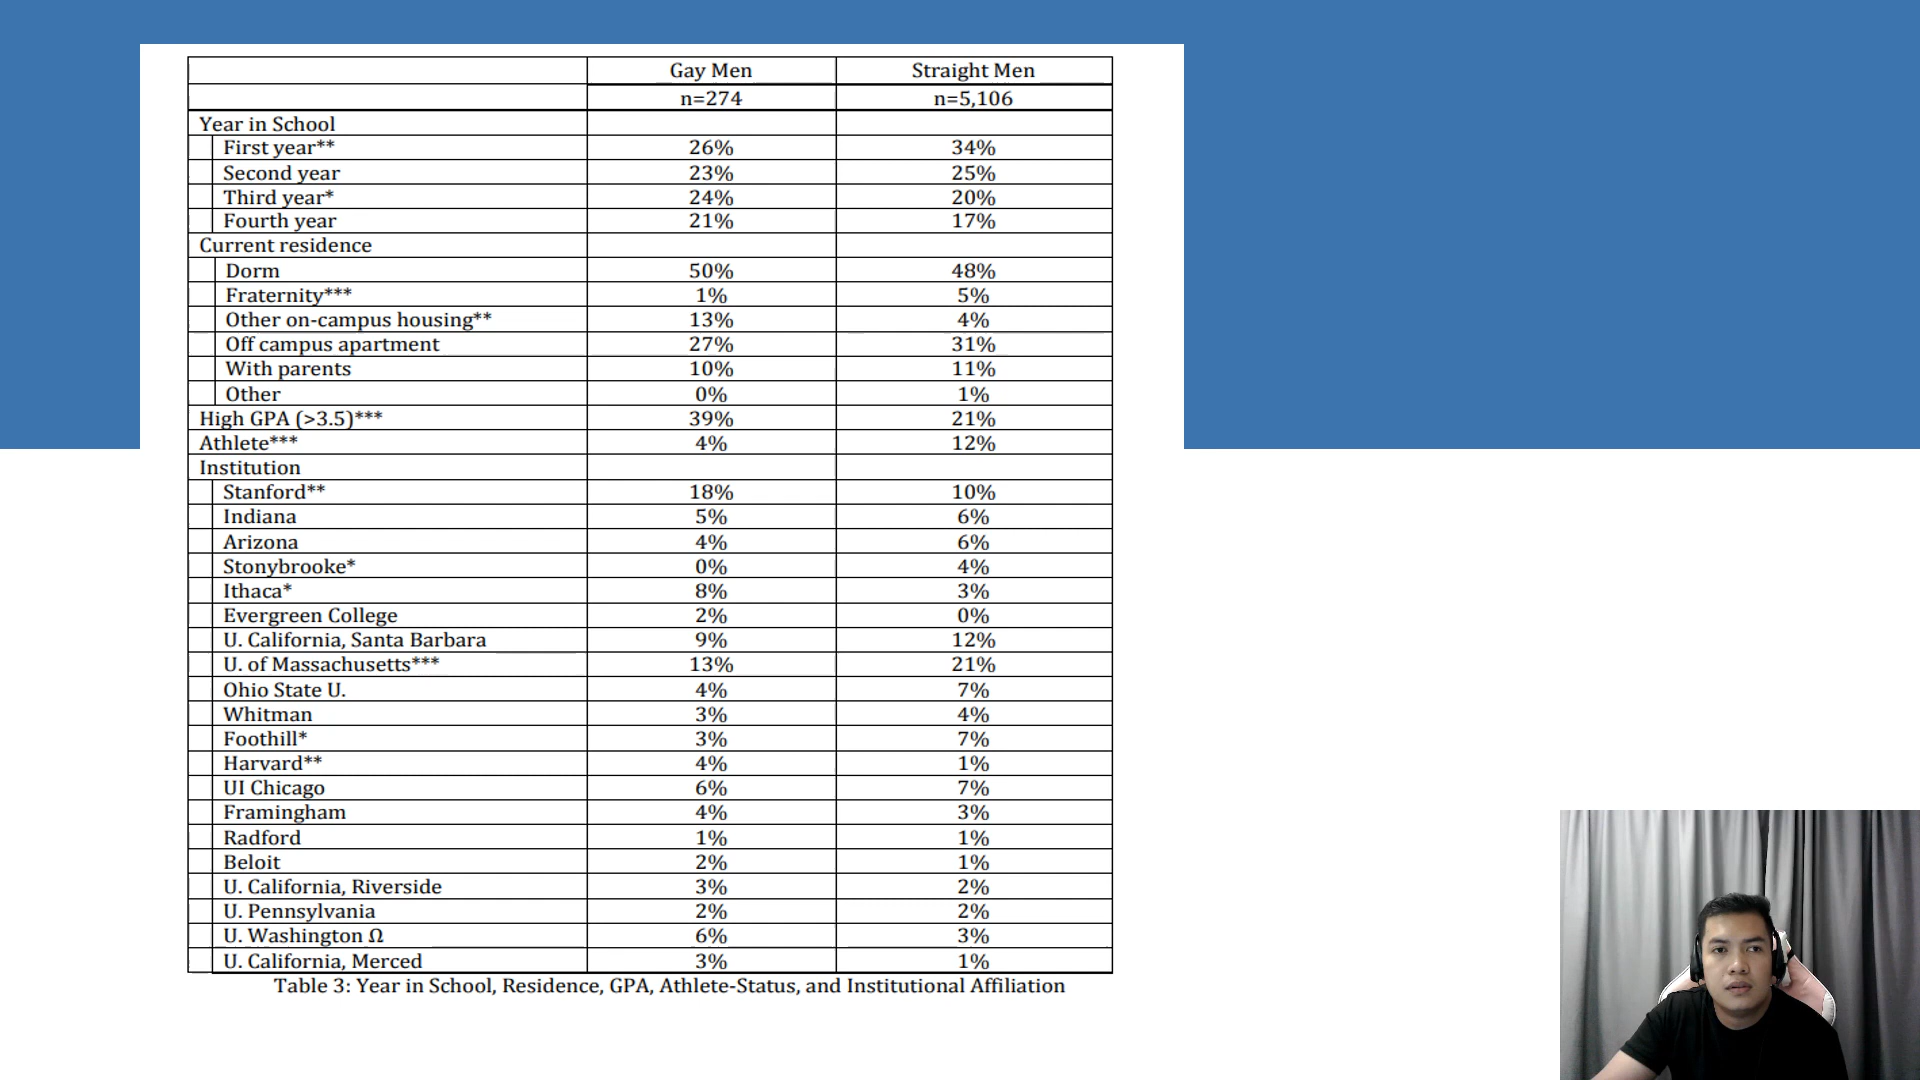 Gay Men Straight Men
n=274 n=5,106
Year in School
First year** 26% 34%
Second year 23% 25%
Third year* 24% 20%
Fourth year 21% 17%
Current residence
Dorm 50% 48%
Fraternity*** 1% 5%
Other on-campus housing** 13% 4%
Off campus apartment 27% 31%
With parents 10% 11%
Other 0% 1%
High GPA (>3.5)*** 39% 21%
Athlete*** 4% 12%
Institution
Stanford** 18% 10%
Indiana 5% 6%
Arizona 4% 6%
Stonybrooke* 0% 4%
Ithaca* 8% 3%
Evergreen College 2% 0%
U. California, Santa Barbara 9% 12%
U. of Massachusetts*** 13% 21%
Ohio State U. 4% 7%
Whitman 3% 4%
Foothill* 3% 7%
Harvard** 4% 1%
UI Chicago 6% 7%
Framingham 4% 3%
Radford 1% 1%
Beloit 2% 1%
U. California, Riverside 3% 2%
U. Pennsylvania 2% 2%
U. Washington Ω 6% 3%
U. California, Merced 3% 1%
Table 3: Year in School, Residence, GPA, Athlete-Status, and Institutional Affiliation